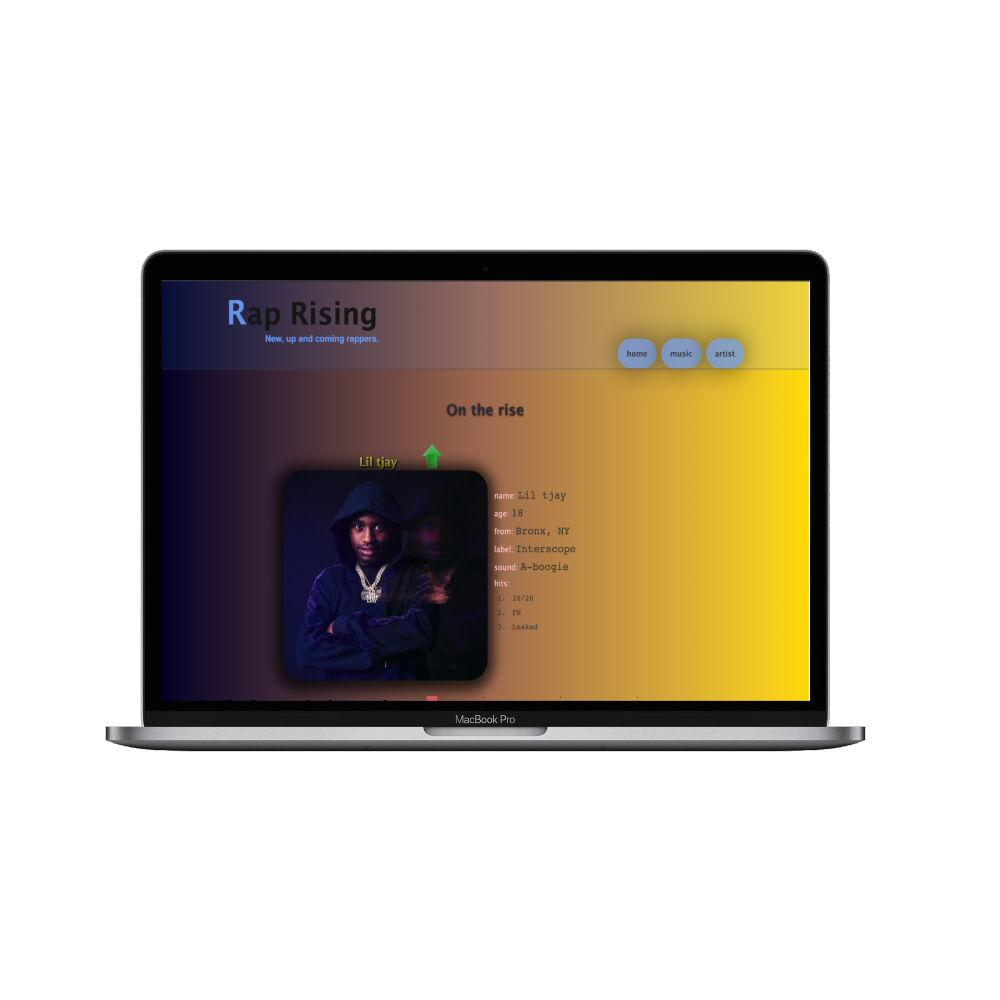 Rap Rising
New, up and coming rappers.
home music artist
On the rise
Lil tjay
name: Lil tjay
age: 18
from: Bronx, NY
label: Interscope
sound: A-boogie
hits:
1. 20/20
2. FN
3. Leaked
MacBook Pro